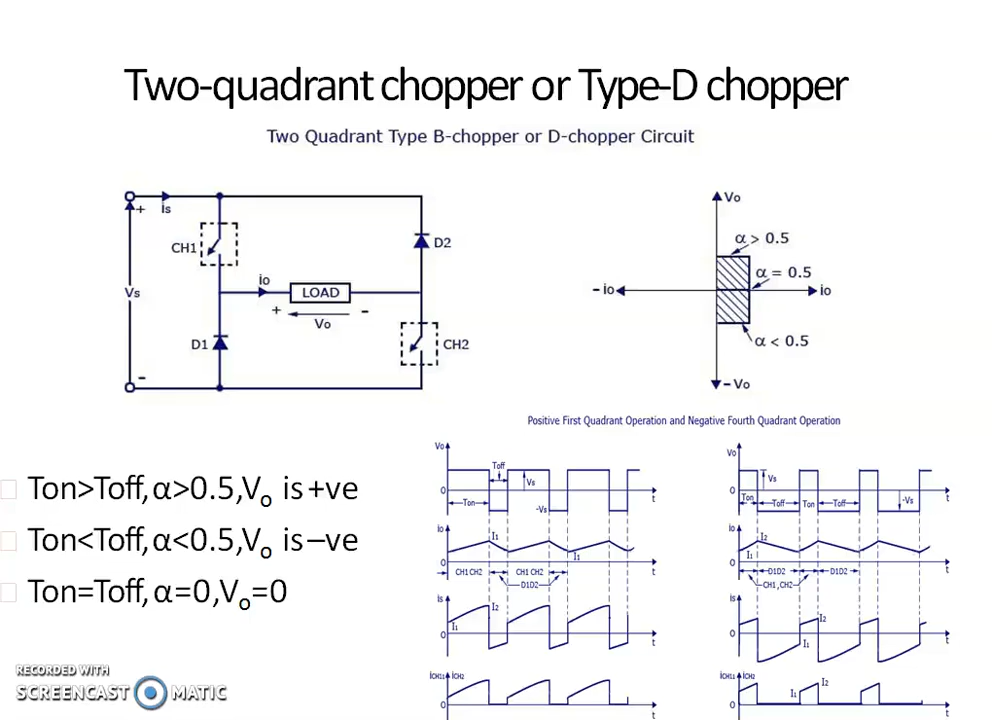 Two-quadrant chopper or Type-D chopper
Two Quadrant Type B-chopper or D-chopper Circuit
+ Is
CH1
D2
Vs
io
LOAD
+ Vo -
D1
CH2
-
Vo
α > 0.5
α = 0.5
- io io
α < 0.5
- Vo
Positive First Quadrant Operation and Negative Fourth Quadrant Operation
Ton>Toff,α>0.5,Vo is+ve
Ton<Toff,α<0.5,Vo is–ve
Ton=Toff,α=0,Vo=0
Vo
Toff
Vs
0
Ton
-Vs
t
io
I1
0
I1
t
CH1 CH2 CH1 CH2
D1D2
is
I2
I1
0
t
iCH1 iCH2
0
t
Vo
Vs
0
Ton Toff Ton Toff
-Vs
t
io
I2
I1
0
t
D1D2 D1D2
CH1 ,CH2
is
I2
0
I1
t
iCH1 iCH2
I1 I2
0
t
RECORDED WITH
SCREENCAST MATIC